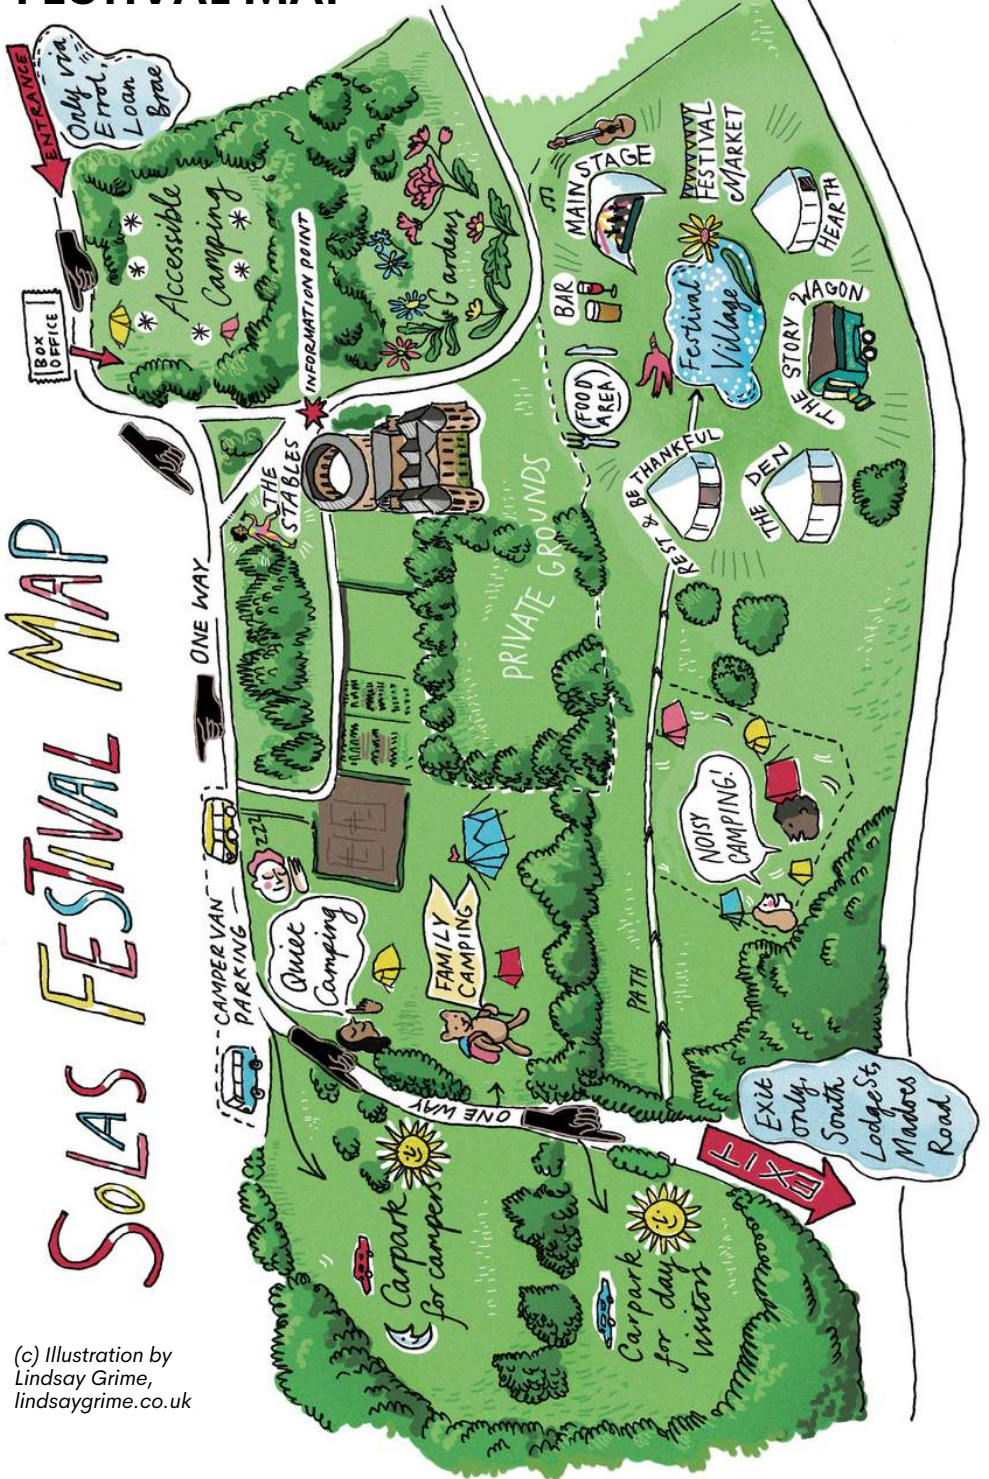 FESTIVAL MAP
SOLAS FESTIVAL MAP
ENTRANCE
Only via
Errol,
Loan
Brae
BOX
OFFICE
Accessible
Camping
INFORMATION POINT
Gardens
THE
STABLES
ONE WAY
CAMPERVAN
PARKING
ZZZ
Quiet
Camping
FAMILY
CAMPING
PRIVATE GROUNDS
MAIN STAGE
FESTIVAL
MARKET
BAR
FOOD
AREA
Festival
Village
HEARTH
THE STORY WAGON
REST & BE THANKFUL
THE DEN
NOISY
CAMPING!
PATH
ONE WAY
EXIT
Exit
only,
South
Lodge St,
Madoes
Road
Carpark
for campers
Carpark
for day
visitors
(c) Illustration by
Lindsay Grime,
lindsaygrime.co.uk